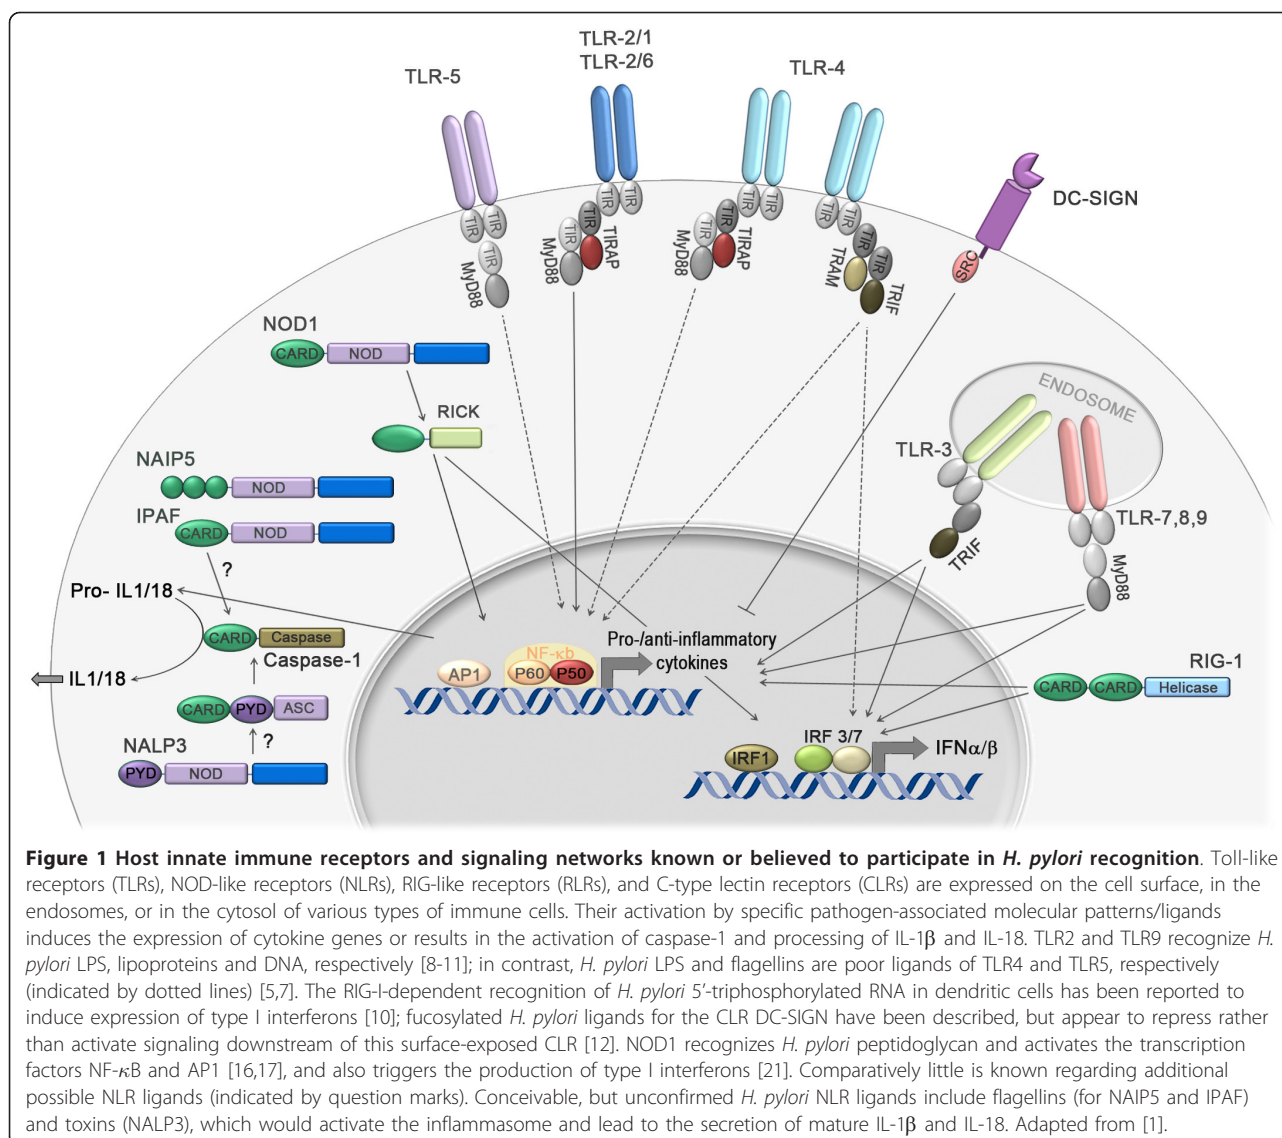 TLR-2/1
TLR-2/6
TLR-5
TLR-4
DC-SIGN
TIR
TIR
TIR
MyD88
TIR
TIR
TIR
TIR
MyD88
TIRAP
TIR
TIR
TIR
TIR
MyD88
TIRAP
TIR
TIR
TIR
TIR
TRAM
TRIF
SRC
NOD1
CARD
NOD
RICK
NAIP5
NOD
IPAF
CARD
NOD
?
Pro- IL1/18
CARD
Caspase
Caspase-1
IL1/18
CARD
PYD
ASC
?
NALP3
PYD
NOD
ENDOSOME
TLR-3
TRIF
TLR-7,8,9
MyD88
RIG-1
CARD
CARD
Helicase
Pro-/anti-inflammatory
cytokines
NF-κb
AP1
P60
P50
IRF1
IRF 3/7
IFNα/β
Figure 1 Host innate immune receptors and signaling networks known or believed to participate in H. pylori recognition. Toll-like
receptors (TLRs), NOD-like receptors (NLRs), RIG-like receptors (RLRs), and C-type lectin receptors (CLRs) are expressed on the cell surface, in the
endosomes, or in the cytosol of various types of immune cells. Their activation by specific pathogen-associated molecular patterns/ligands
induces the expression of cytokine genes or results in the activation of caspase-1 and processing of IL-1β and IL-18. TLR2 and TLR9 recognize H.
pylori LPS, lipoproteins and DNA, respectively [8-11]; in contrast, H. pylori LPS and flagellins are poor ligands of TLR4 and TLR5, respectively
(indicated by dotted lines) [5,7]. The RIG-I-dependent recognition of H. pylori 5′-triphosphorylated RNA in dendritic cells has been reported to
induce expression of type I interferons [10]; fucosylated H. pylori ligands for the CLR DC-SIGN have been described, but appear to repress rather
than activate signaling downstream of this surface-exposed CLR [12]. NOD1 recognizes H. pylori peptidoglycan and activates the transcription
factors NF-κB and AP1 [16,17], and also triggers the production of type I interferons [21]. Comparatively little is known regarding additional
possible NLR ligands (indicated by question marks). Conceivable, but unconfirmed H. pylori NLR ligands include flagellins (for NAIP5 and IPAF)
and toxins (NALP3), which would activate the inflammasome and lead to the secretion of mature IL-1β and IL-18. Adapted from [1].